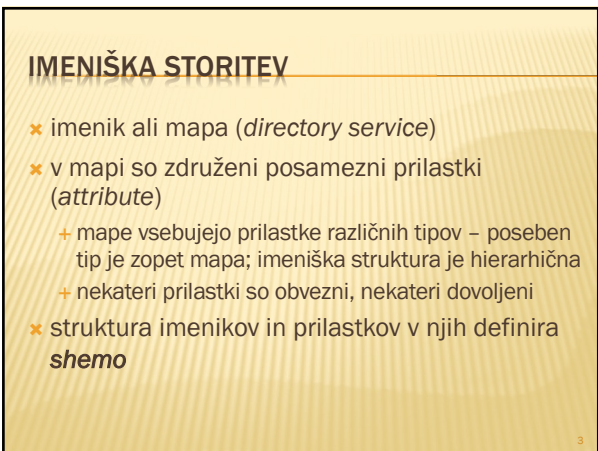 IMENIŠKA STORITEV
imenik ali mapa (directory service)
v mapi so združeni posamezni prilastki
(attribute)
mape vsebujejo prilastke različnih tipov – poseben
tip je zopet mapa; imeniška struktura je hierarhična
nekateri prilastki so obvezni, nekateri dovoljeni
struktura imenikov in prilastkov v njih definira
shemo
3